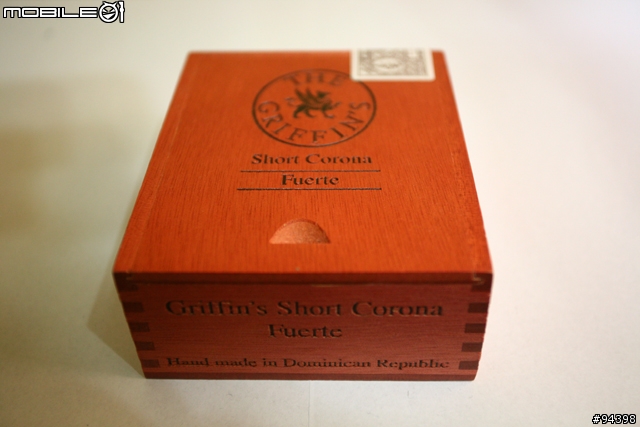 MOBILE01
THE
GRIFFIN'S
Short Corona
Fuerte
Griffin's Short Corona
Fuerte
Hand made in Dominican Republic
#94398